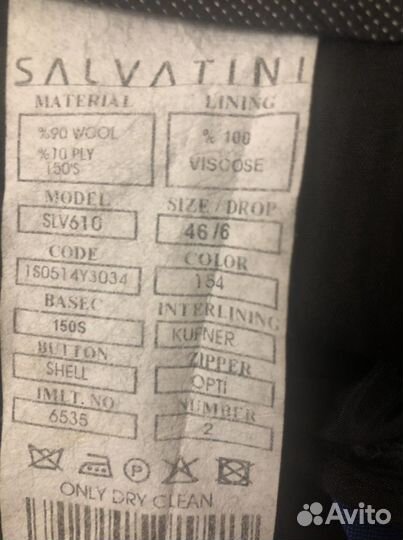 SALVATINI
MATERIAL LINING
%90 WOOL % 100
%10 PLY VISCOSE
150'S
MODEL SIZE / DROP
SLV610 46/6
CODE COLOR
1S0514Y3034 154
BASEC INTERLINING
150S KUFNER
BUTTON ZIPPER
SHELL OPTİ
IMLT. NO NUMBER
6535 2
P
ONLY DRY CLEAN
Avito